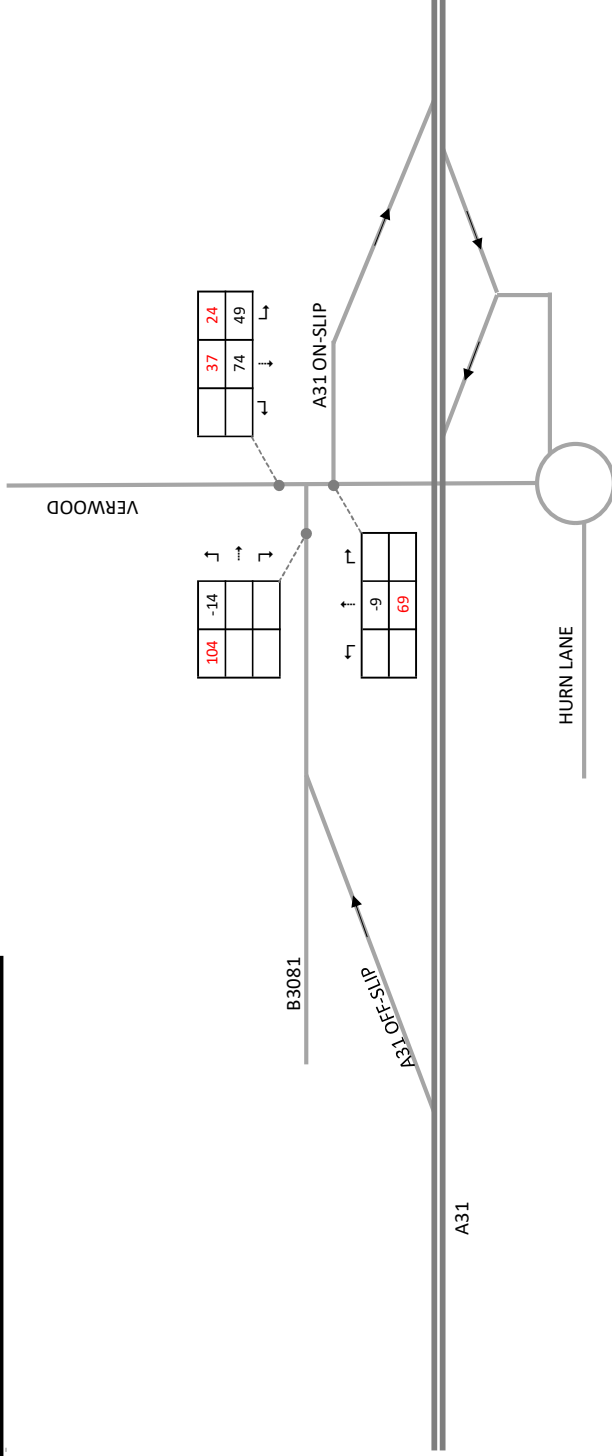 VERWOOD
37 24
74 49
A31 ON-SLIP
104 -14
-9
69
B3081
A31 OFF-SLIP
HURN LANE
A31